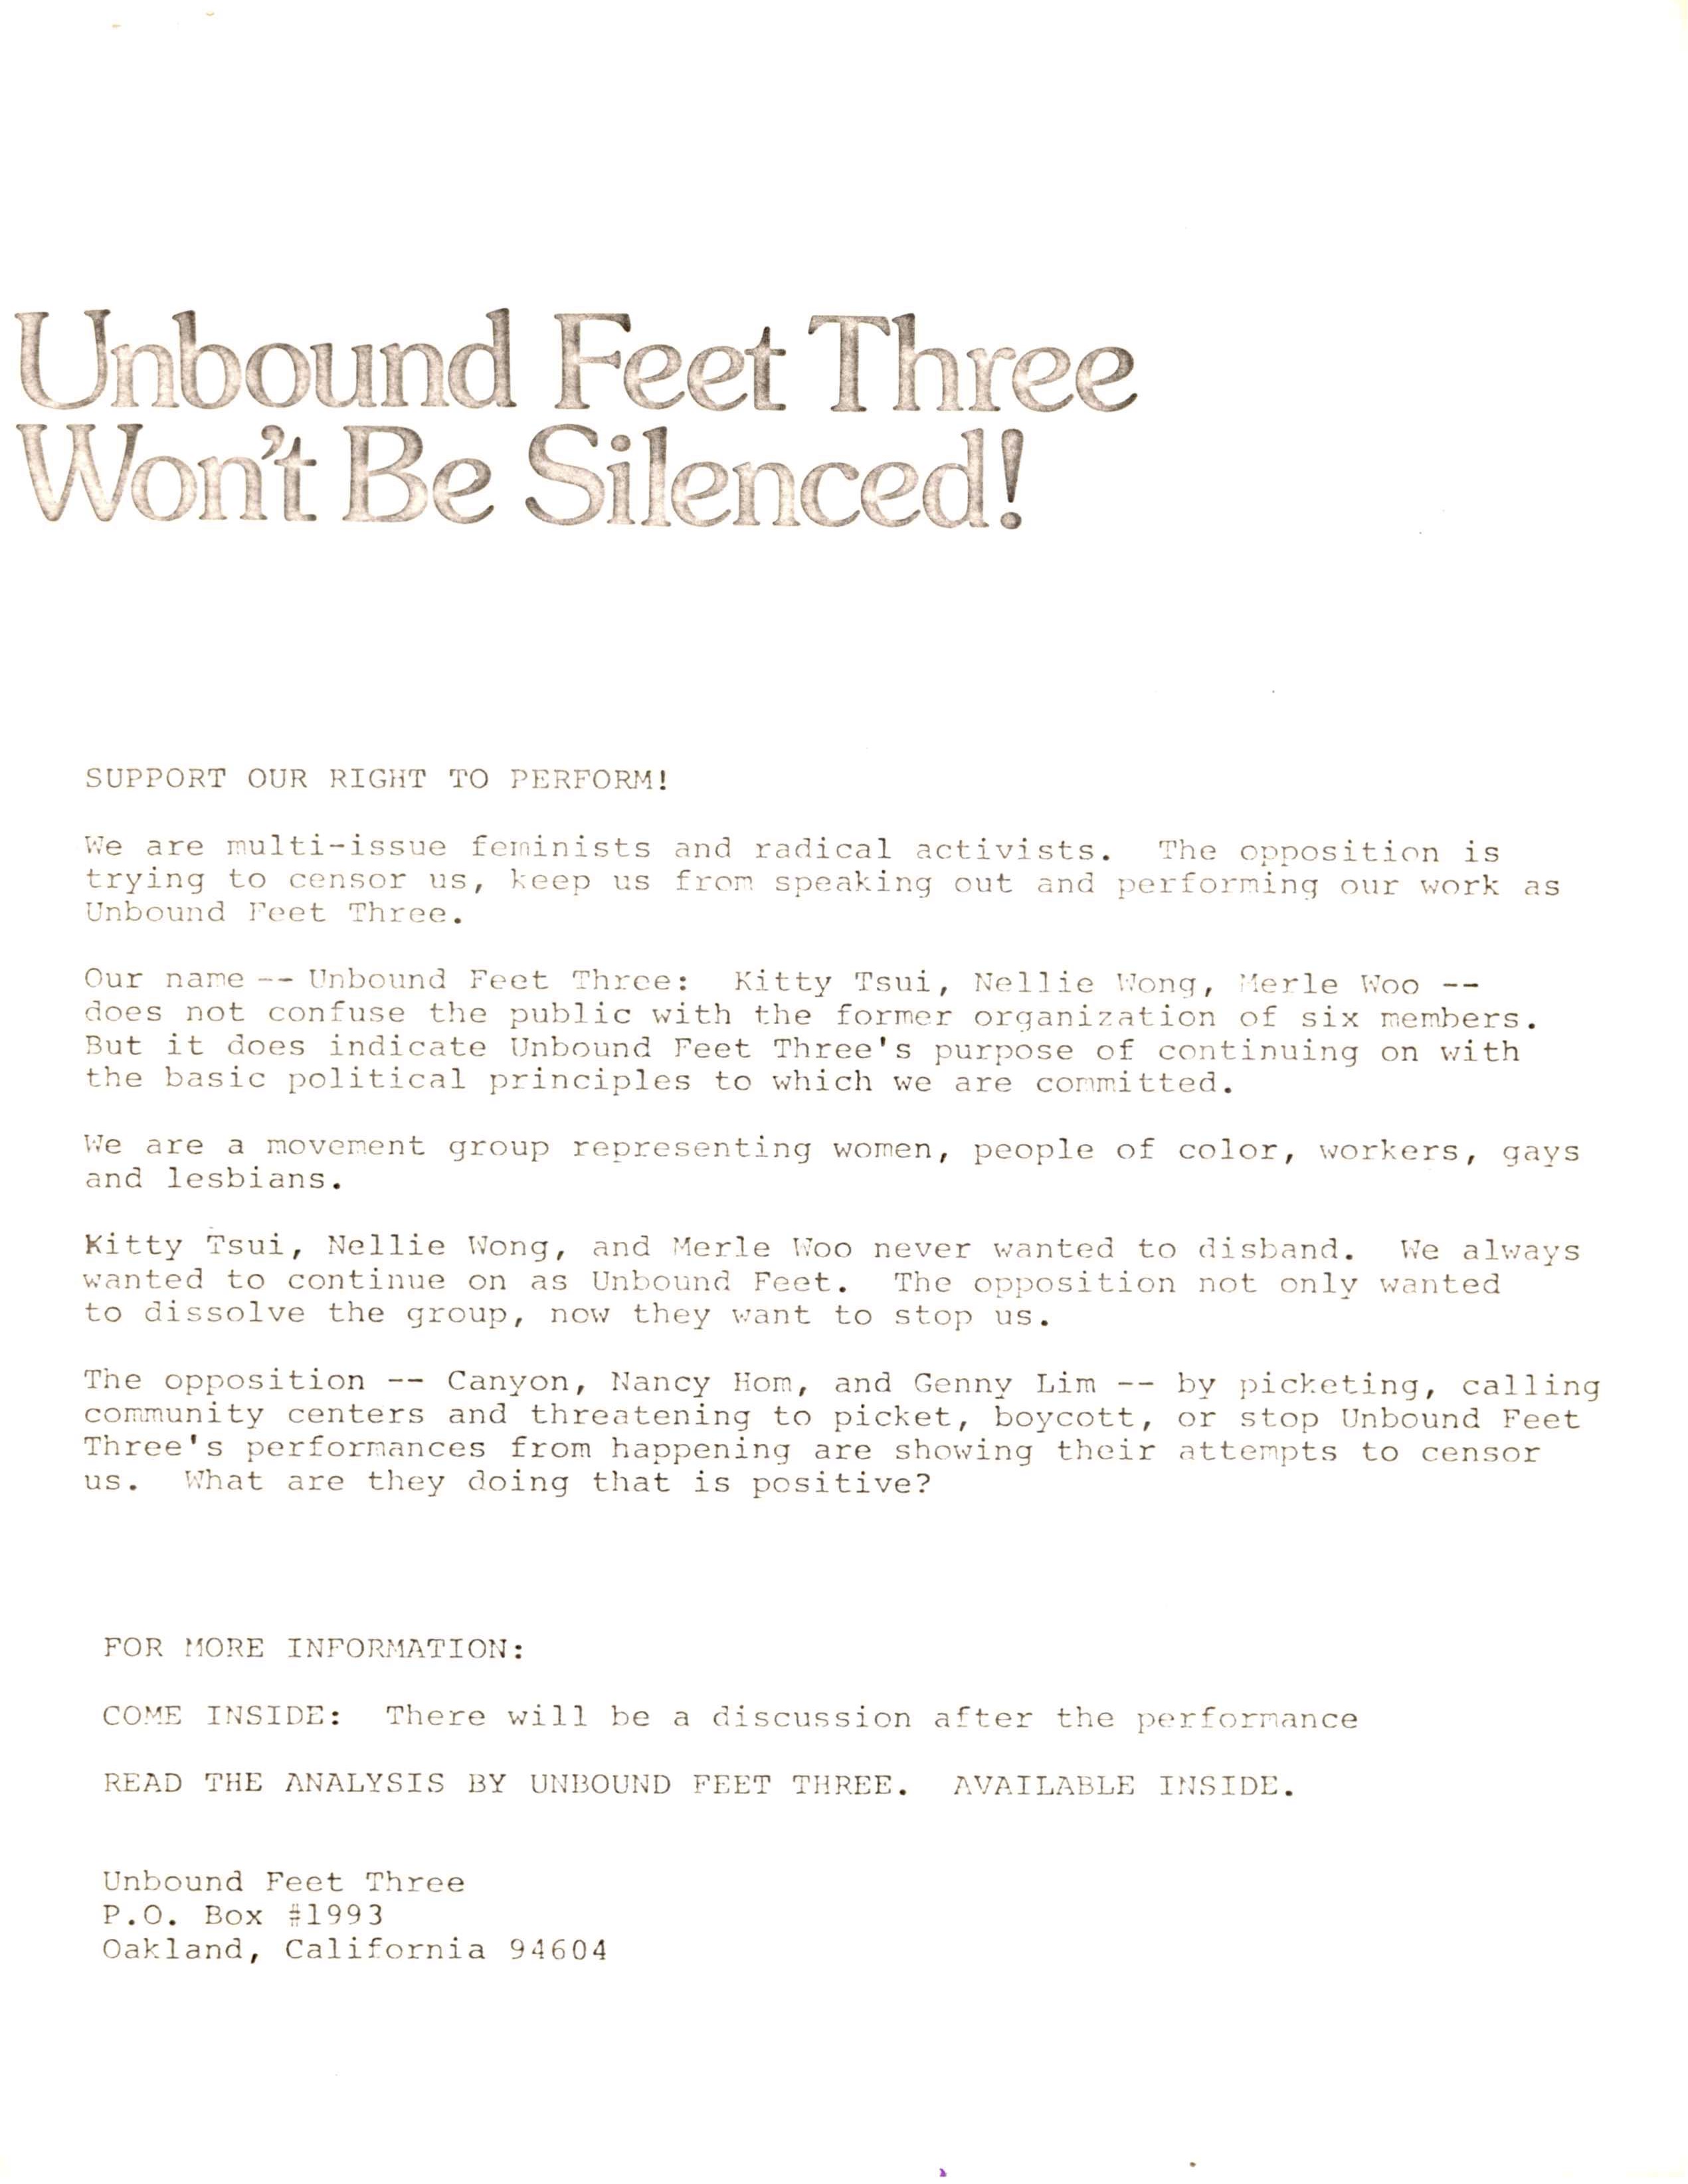 Unbound Feet Three
Won't Be Silenced!
SUPPORT OUR RIGHT TO PERFORM!
We are multi-issue feminists and radical activists. The opposition is
trying to censor us, keep us from speaking out and performing our work as
Unbound Feet Three.
Our name -- Unbound Feet Three: Kitty Tsui, Nellie Wong, Merle Woo --
does not confuse the public with the former organization of six members.
But it does indicate Unbound Feet Three's purpose of continuing on with
the basic political principles to which we are committed.
We are a movement group representing women, people of color, workers, gays
and lesbians.
Kitty Tsui, Nellie Wong, and Merle Woo never wanted to disband. We always
wanted to continue on as Unbound Feet. The opposition not only wanted
to dissolve the group, now they want to stop us.
The opposition -- Canyon, Nancy Hom, and Genny Lim -- by picketing, calling
community centers and threatening to picket, boycott, or stop Unbound Feet
Three's performances from happening are showing their attempts to censor
us. What are they doing that is positive?
FOR MORE INFORMATION:
COME INSIDE: There will be a discussion after the performance
READ THE ANALYSIS BY UNBOUND FEET THREE. AVAILABLE INSIDE.
Unbound Feet Three
P.O. Box #1993
Oakland, California 94604